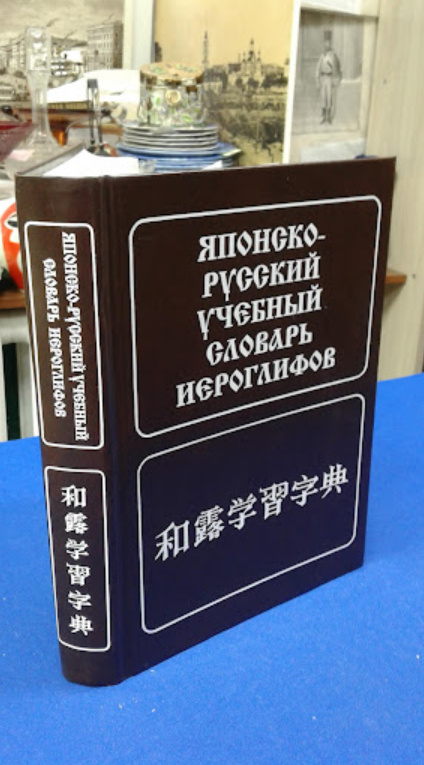 ЯПОНСКО-РУССКИЙ УЧЕБНЫЙ
СЛОВАРЬ ИЕРОГЛИФОВ
和露学習字典
ЯПОНСКО-
РУССКИЙ
УЧЕБНЫЙ
СЛОВАРЬ
ИЕРОГЛИФОВ
和露学習字典